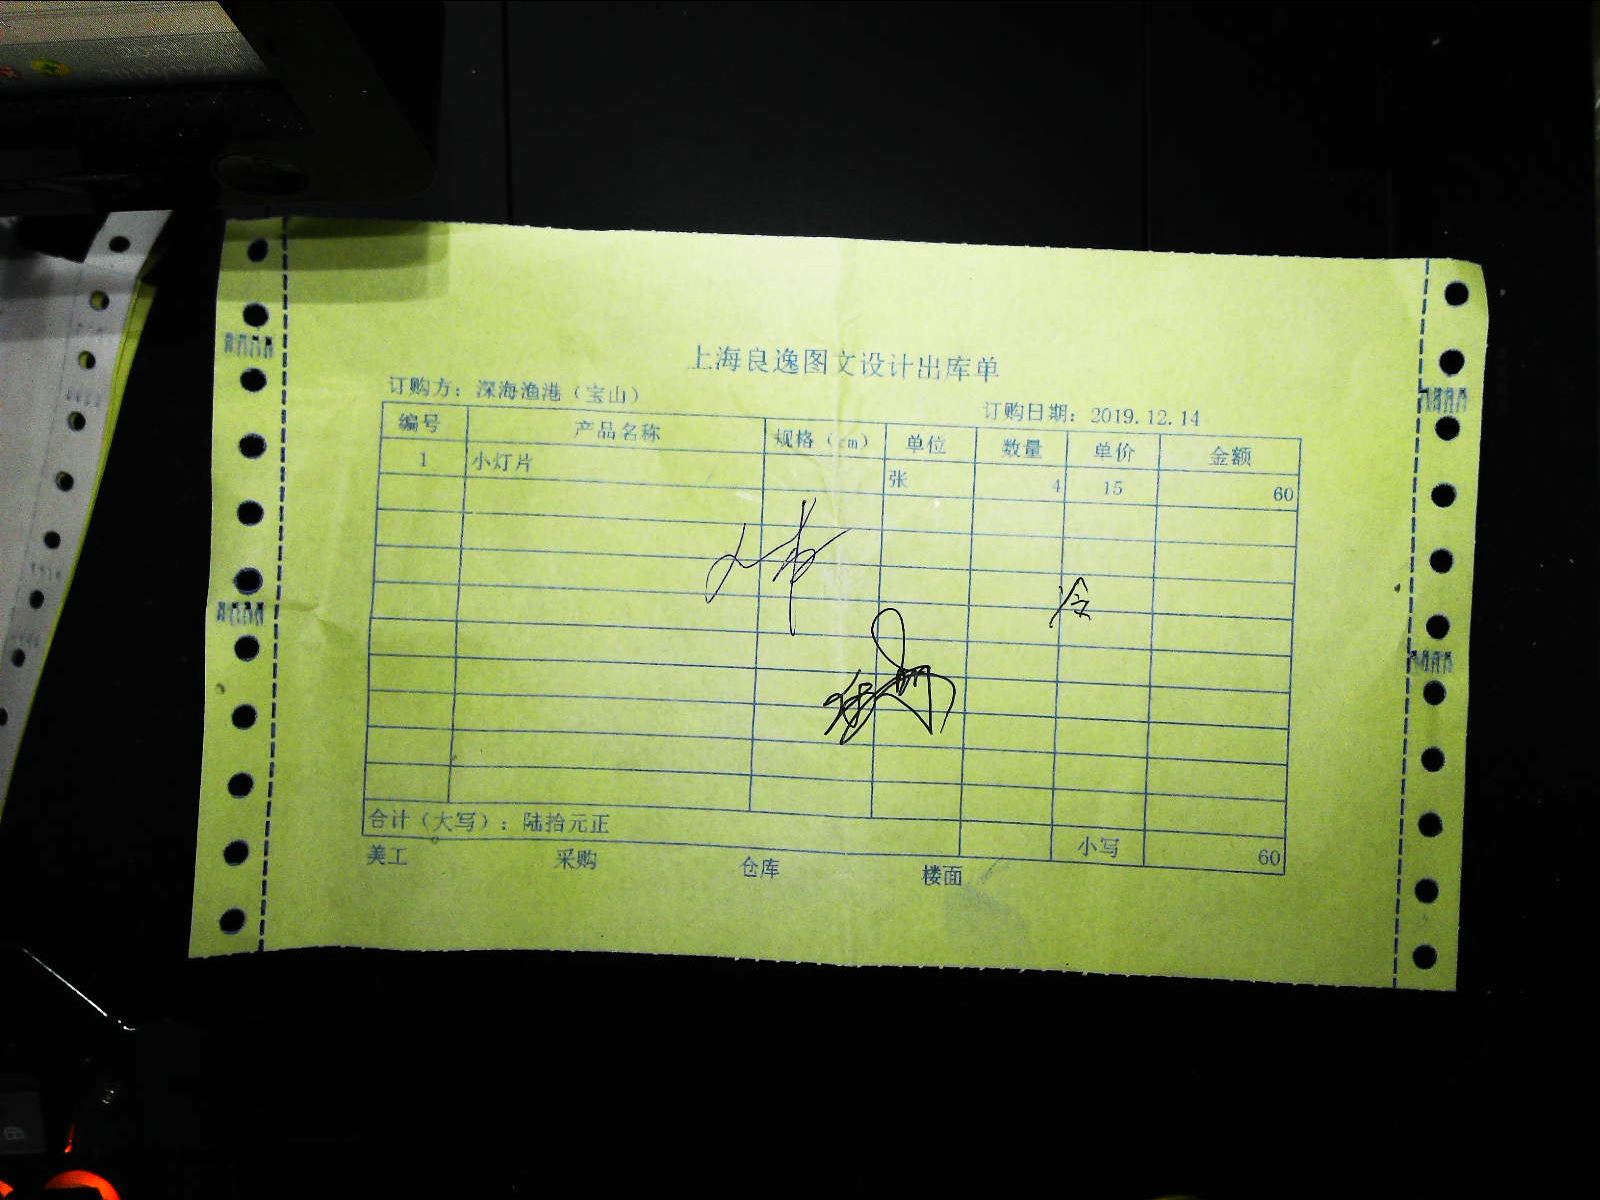 上海良逸图文设计出库单
订购方：深海渔港（宝山） 订购日期：2019.12.14
编号 产品名称 规格（cm） 单位 数量 单价 金额
1 小灯片 张 4 15 60
合计（大写）：陆拾元正 小写 60
美工 采购 仓库 楼面